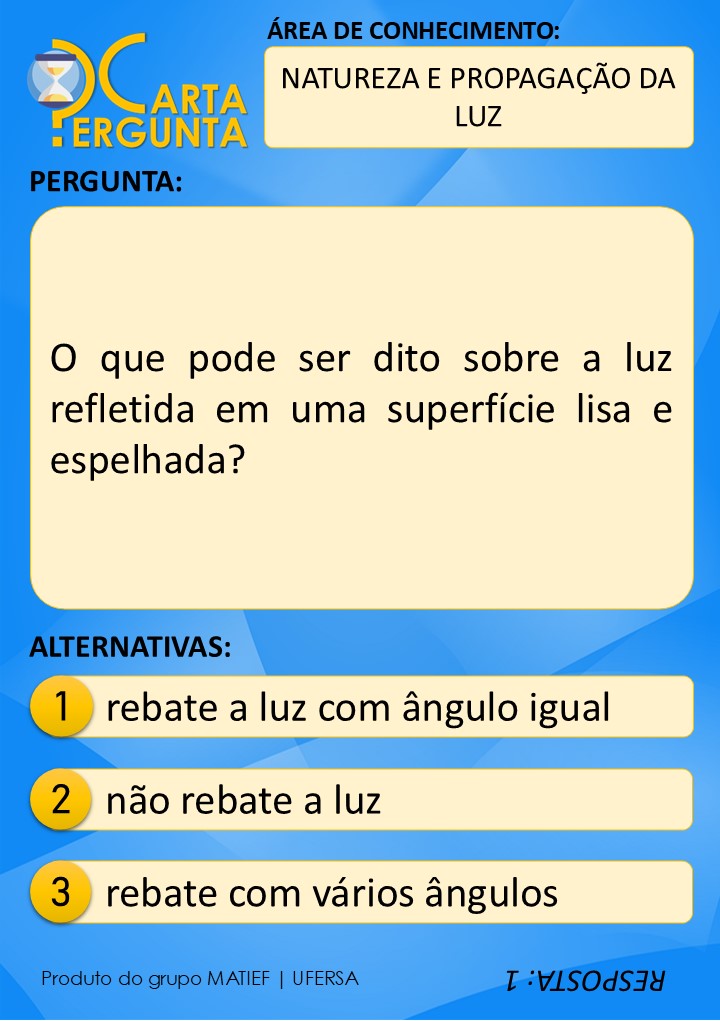 ÁREA DE CONHECIMENTO:
CARTA
PERGUNTA
NATUREZA E PROPAGAÇÃO DA
LUZ
PERGUNTA:
O que pode ser dito sobre a luz
refletida em uma superfície lisa e
espelhada?
ALTERNATIVAS:
1 rebate a luz com ângulo igual
2 não rebate a luz
3 rebate com vários ângulos
Produto do grupo MATIEF | UFERSA
RESPOSTA: 1